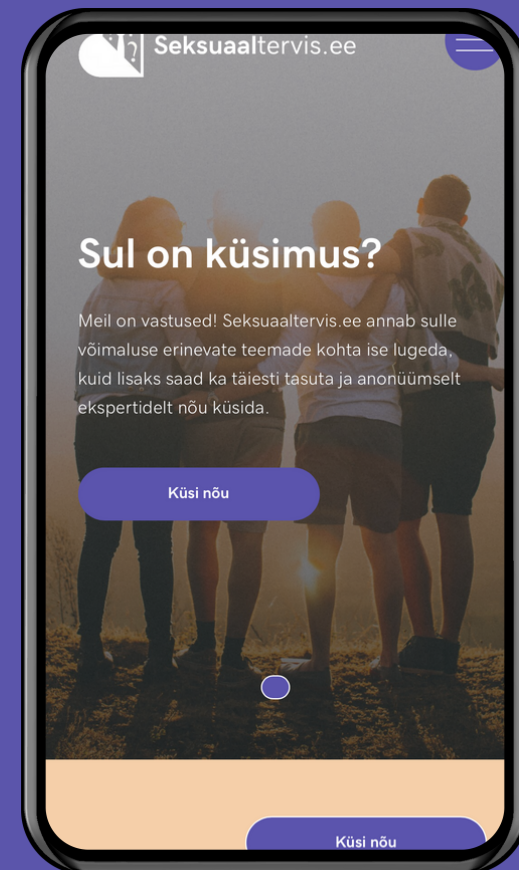 Seksuaaltervis.ee
Sul on küsimus?
Meil on vastused! Seksuaaltervis.ee annab sulle
võimaluse erinevate teemade kohta ise lugeda,
kuid lisaks saad ka täiesti tasuta ja anonüümselt
ekspertidelt nõu küsida.
Küsi nõu
Küsi nõu